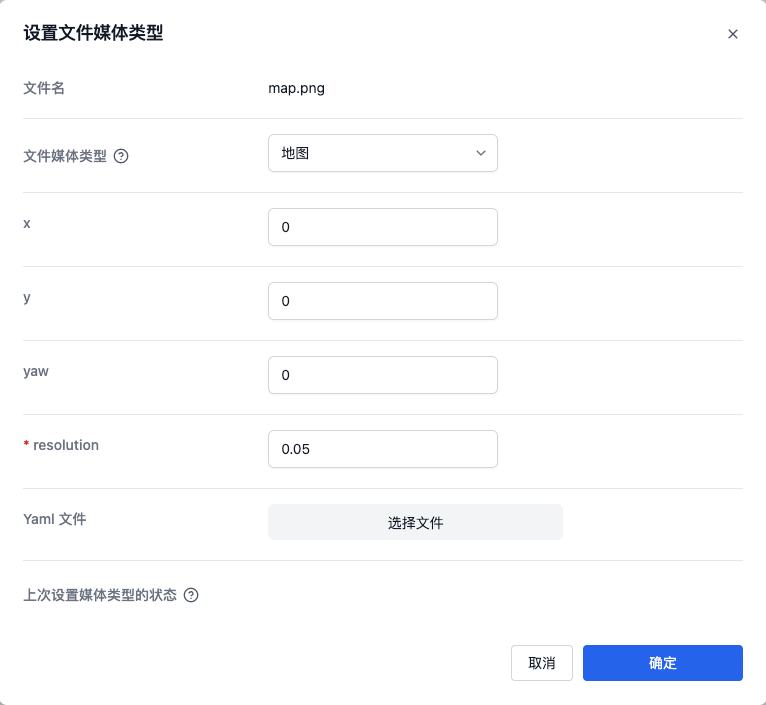 设置文件媒体类型
文件名
map.png
文件媒体类型
地图
x
0
y
0
yaw
0
* resolution
0.05
Yaml 文件
选择文件
上次设置媒体类型的状态
取消
确定